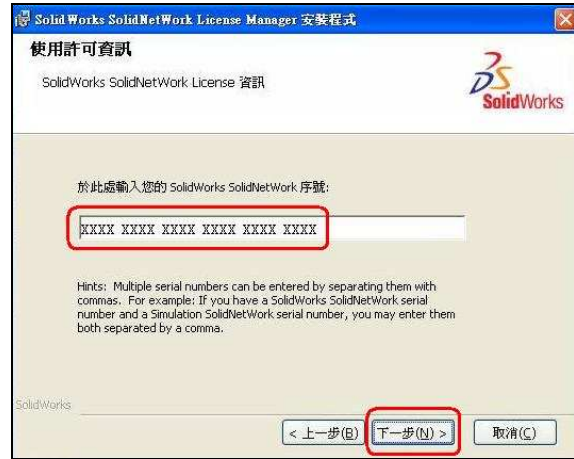 SolidWorks SolidNetWork License Manager 安裝程式
使用許可資訊
SolidWorks SolidNetWork License 資訊
SolidWorks
於此處輸入您的 SolidWorks SolidNetWork 序號:
XXXX XXXX XXXX XXXX XXXX XXXX
Hints: Multiple serial numbers can be entered by separating them with
commas. For example: If you have a SolidWorks SolidNetWork serial
number and a Simulation SolidNetWork serial number, you may enter them
both separated by a comma.
SolidWorks
< 上一步(B)
下一步(N) >
取消(C)